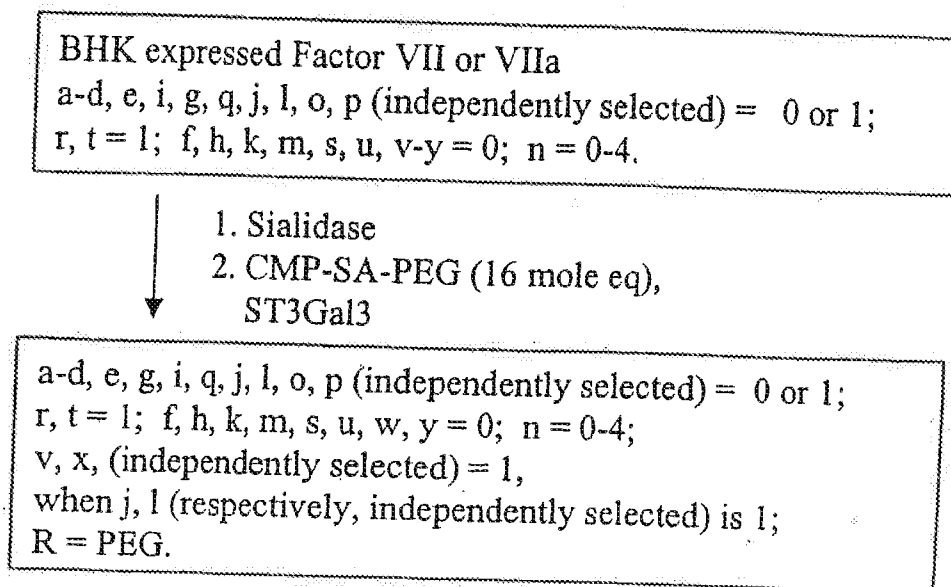 BHK expressed Factor VII or VIIa
a-d, e, i, g, q, j, l, o, p (independently selected) = 0 or 1;
r, t = 1; f, h, k, m, s, u, v-y = 0; n = 0-4.
1. Sialidase
2. CMP-SA-PEG (16 mole eq),
ST3Gal3
a-d, e, g, i, q, j, l, o, p (independently selected) = 0 or 1;
r, t = 1; f, h, k, m, s, u, w, y = 0; n = 0-4;
v, x, (independently selected) = 1,
when j, l (respectively, independently selected) is 1;
R = PEG.